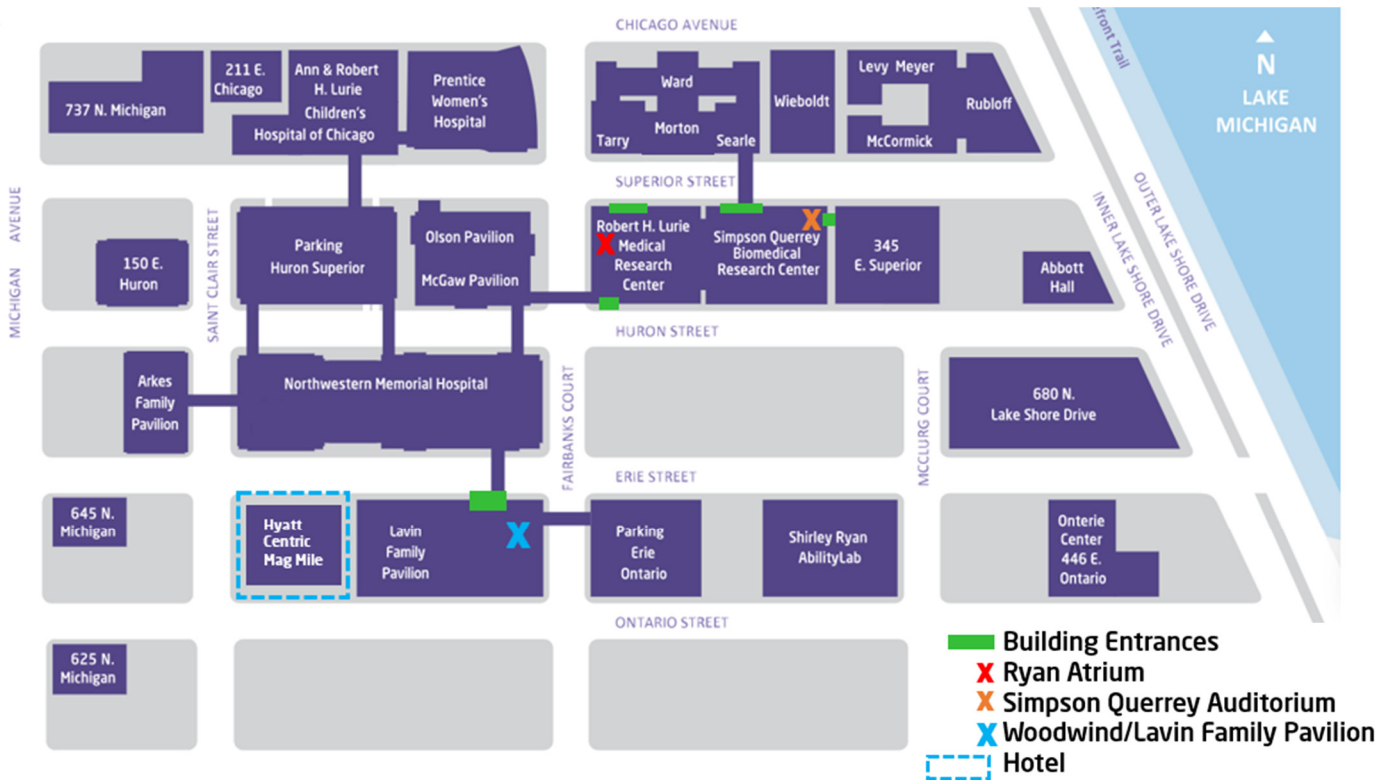 CHICAGO AVENUE
front Trail
N
LAKE
MICHIGAN
737 N. Michigan
211 E.
Chicago
Ann & Robert
H. Lurie
Children's
Hospital of Chicago
Prentice
Women's
Hospital
Ward
Tarry
Morton
Searle
Wieboldt
Levy Meyer
McCormick
Rubloff
SUPERIOR STREET
MICHIGAN AVENUE
SAINT CLAIR STREET
150 E.
Huron
Parking
Huron Superior
Olson Pavilion
McGaw Pavilion
Robert H. Lurie
X Medical
Research
Center
X
Simpson Querrey
Biomedical
Research Center
345
E. Superior
Abbott
Hall
INNER LAKE SHORE DRIVE
OUTER LAKE SHORE DRIVE
HURON STREET
Arkes
Family
Pavilion
Northwestern Memorial Hospital
FAIRBANKS COURT
MCCLURG COURT
680 N.
Lake Shore Drive
ERIE STREET
645 N.
Michigan
Hyatt
Centric
Mag Mile
Lavin
Family
Pavilion
X
Parking
Erie
Ontario
Shirley Ryan
AbilityLab
Onterie
Center
446 E.
Ontario
ONTARIO STREET
625 N.
Michigan
Building Entrances
X Ryan Atrium
X Simpson Querrey Auditorium
X Woodwind/Lavin Family Pavilion
Hotel